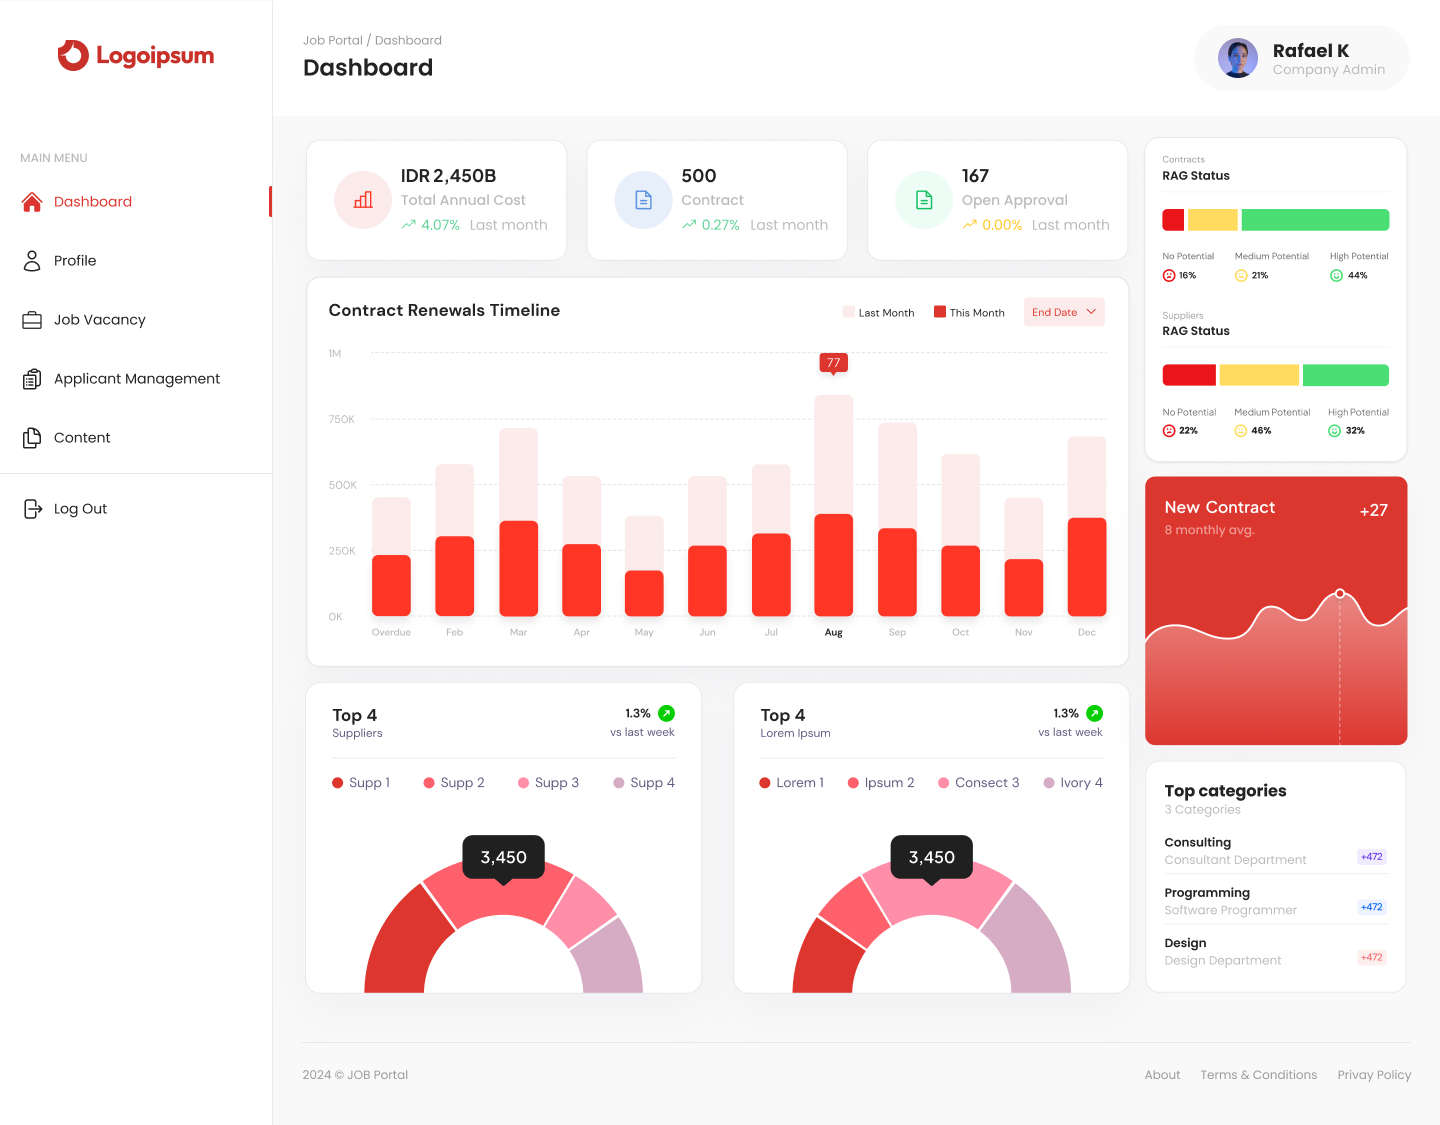 Logoipsum
MAIN MENU
Dashboard
Profile
Job Vacancy
Applicant Management
Content
Log Out
Job Portal / Dashboard
Dashboard
Rafael K
Company Admin
IDR 2,450B
Total Annual Cost
4.07% Last month
500
Contract
0.27% Last month
167
Open Approval
0.00% Last month
Contract Renewals Timeline
Last Month
This Month
End Date
1M
750K
500K
250K
0K
77
Overdue Feb Mar Apr May Jun Jul Aug Sep Oct Nov Dec
Top 4
Suppliers
1.3%
vs last week
Supp 1 Supp 2 Supp 3 Supp 4
3,450
Top 4
Lorem Ipsum
1.3%
vs last week
Lorem 1 Ipsum 2 Consect 3 Ivory 4
3,450
Contracts
RAG Status
No Potential Medium Potential High Potential
16% 21% 44%
Suppliers
RAG Status
No Potential Medium Potential High Potential
22% 46% 32%
New Contract
+27
8 monthly avg.
Top categories
3 Categories
Consulting
Consultant Department
+472
Programming
Software Programmer
+472
Design
Design Department
+472
2024 © JOB Portal
About Terms & Conditions Privay Policy